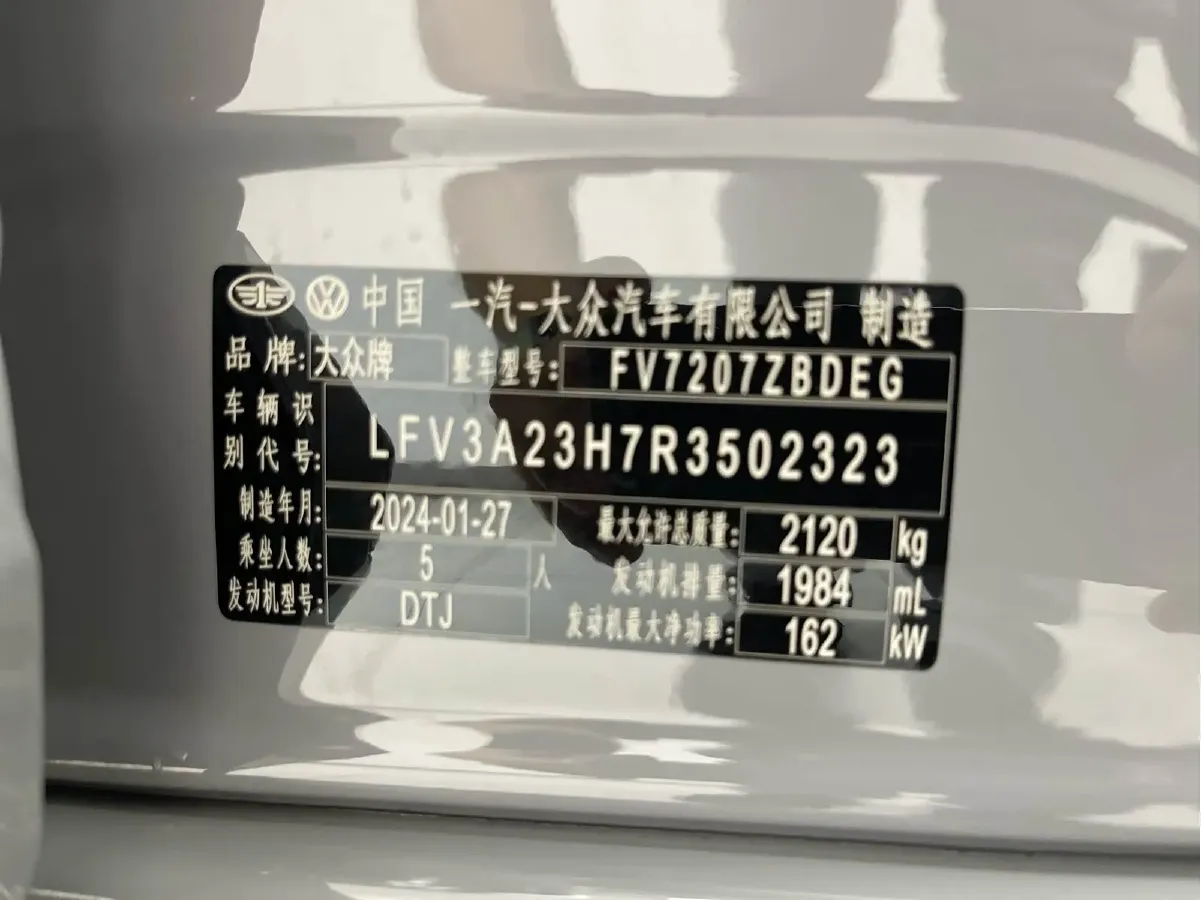 中国 一汽-大众汽车有限公司 制造
品 牌: 大众牌 整车型号: FV7207ZBDEG
车辆识别代号: LFV3A23H7R3502323
制造年月: 2024-01-27 最大允许总质量: 2120 kg
乘坐人数: 5 人 发动机排量: 1984 mL
发动机型号: DTJ 发动机最大净功率: 162 kW